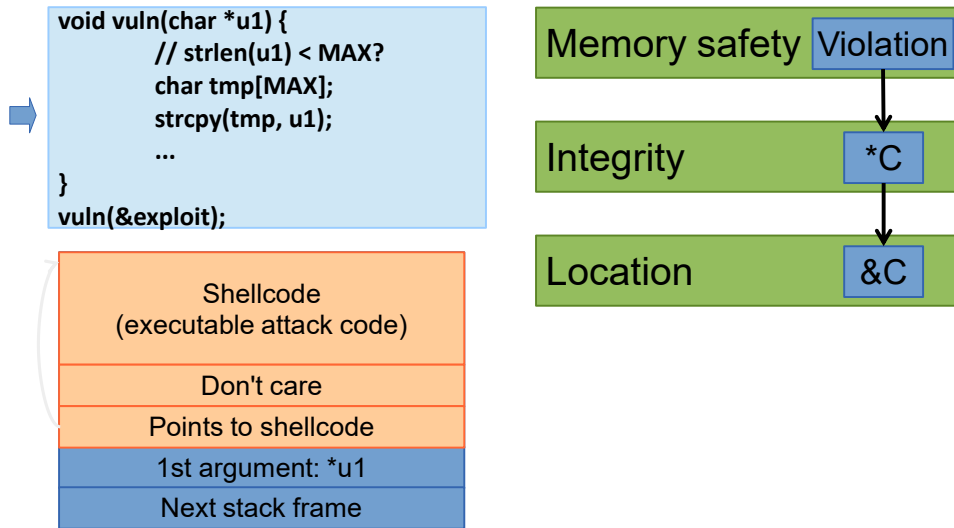 void vuln(char *u1) {
// strlen(u1) < MAX?
char tmp[MAX];
strcpy(tmp, u1);
...
}
vuln(&exploit);
Shellcode
(executable attack code)
Don't care
Points to shellcode
1st argument: *u1
Next stack frame
Memory safety Violation
Integrity *C
Location &C